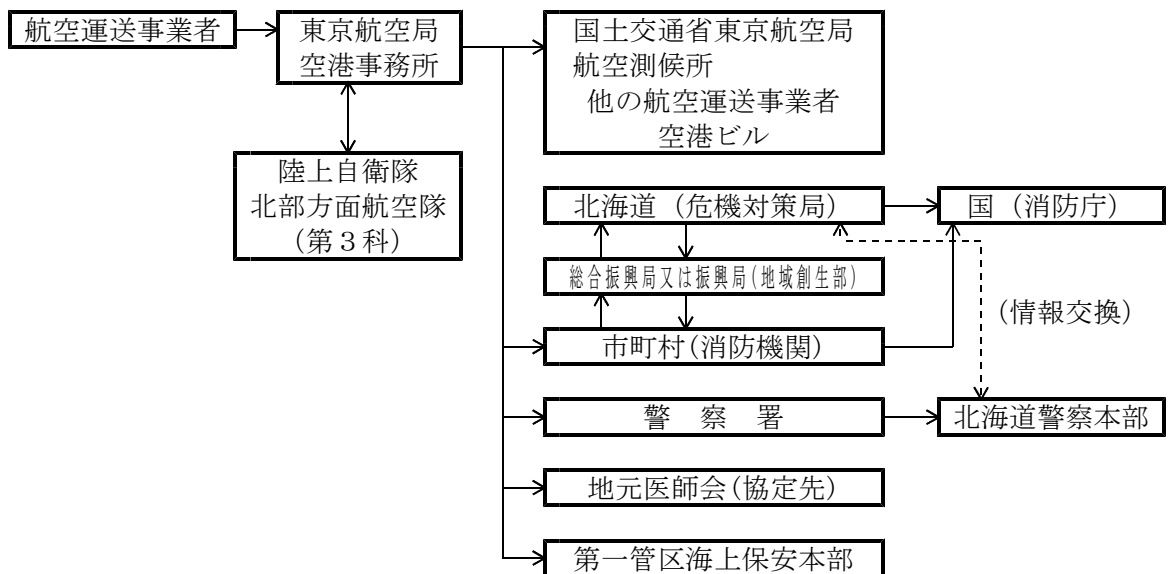 航空運送事業者
東京航空局
空港事務所
国土交通省東京航空局
航空測候所
他の航空運送事業者
空港ビル
陸上自衛隊
北部方面航空隊
(第３科)
北海道(危機対策局)
国(消防庁)
総合振興局又は振興局(地域創生部)
(情報交換)
市町村(消防機関)
警　察　署
北海道警察本部
地元医師会(協定先)
第一管区海上保安本部